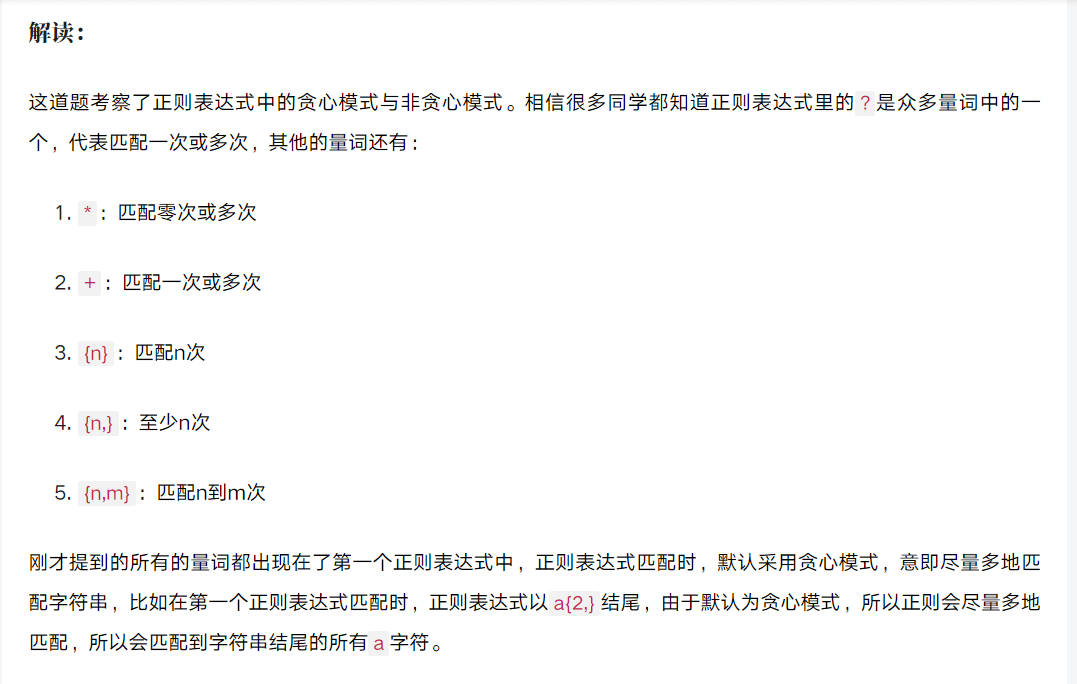 解读：
这道题考察了正则表达式中的贪心模式与非贪心模式。相信很多同学都知道正则表达式里的 ? 是众多量词中的一
个，代表匹配一次或多次，其他的量词还有：
1. * ：匹配零次或多次
2. + ：匹配一次或多次
3. {n} ：匹配n次
4. {n,} ：至少n次
5. {n,m} ：匹配n到m次
刚才提到的所有的量词都出现在了第一个正则表达式中，正则表达式匹配时，默认采用贪心模式，意即尽量多地匹
配字符串，比如在第一个正则表达式匹配时，正则表达式以 a{2,} 结尾，由于默认为贪心模式，所以正则会尽量多地
匹配，所以会匹配到字符串结尾的所有 a 字符。